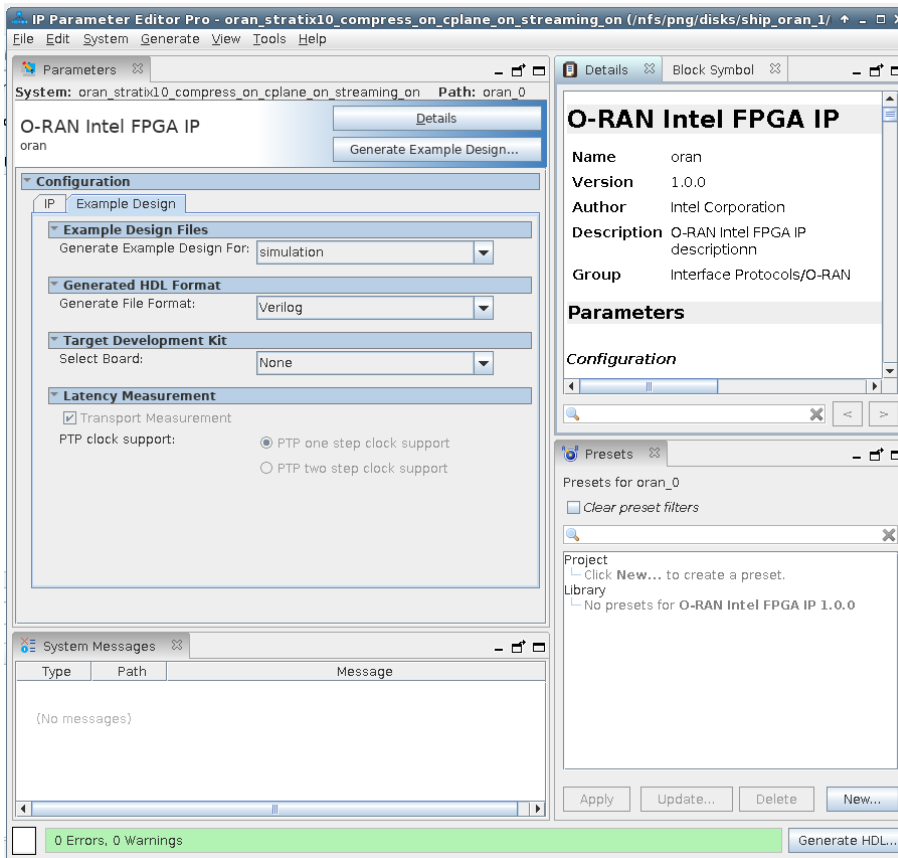 IP Parameter Editor Pro - oran_stratix10_compress_on_cplane_on_streaming_on (/nfs/png/disks/ship_oran_1/
File Edit System Generate View Tools Help
Parameters
System: oran_stratix10_compress_on_cplane_on_streaming_on Path: oran_0
O-RAN Intel FPGA IP
oran
Details
Generate Example Design...
Configuration
IP Example Design
Example Design Files
Generate Example Design For: simulation
Generated HDL Format
Generate File Format: Verilog
Target Development Kit
Select Board: None
Latency Measurement
Transport Measurement
PTP clock support: PTP one step clock support
PTP two step clock support
System Messages
Type Path Message
(No messages)
0 Errors, 0 Warnings
Details Block Symbol
O-RAN Intel FPGA IP
Name oran
Version 1.0.0
Author Intel Corporation
Description O-RAN Intel FPGA IP
descriptionn
Group Interface Protocols/O-RAN
Parameters
Configuration
< >
Presets
Presets for oran_0
Clear preset filters
Project
Click New... to create a preset.
Library
No presets for O-RAN Intel FPGA IP 1.0.0
Apply Update... Delete New...
Generate HDL...